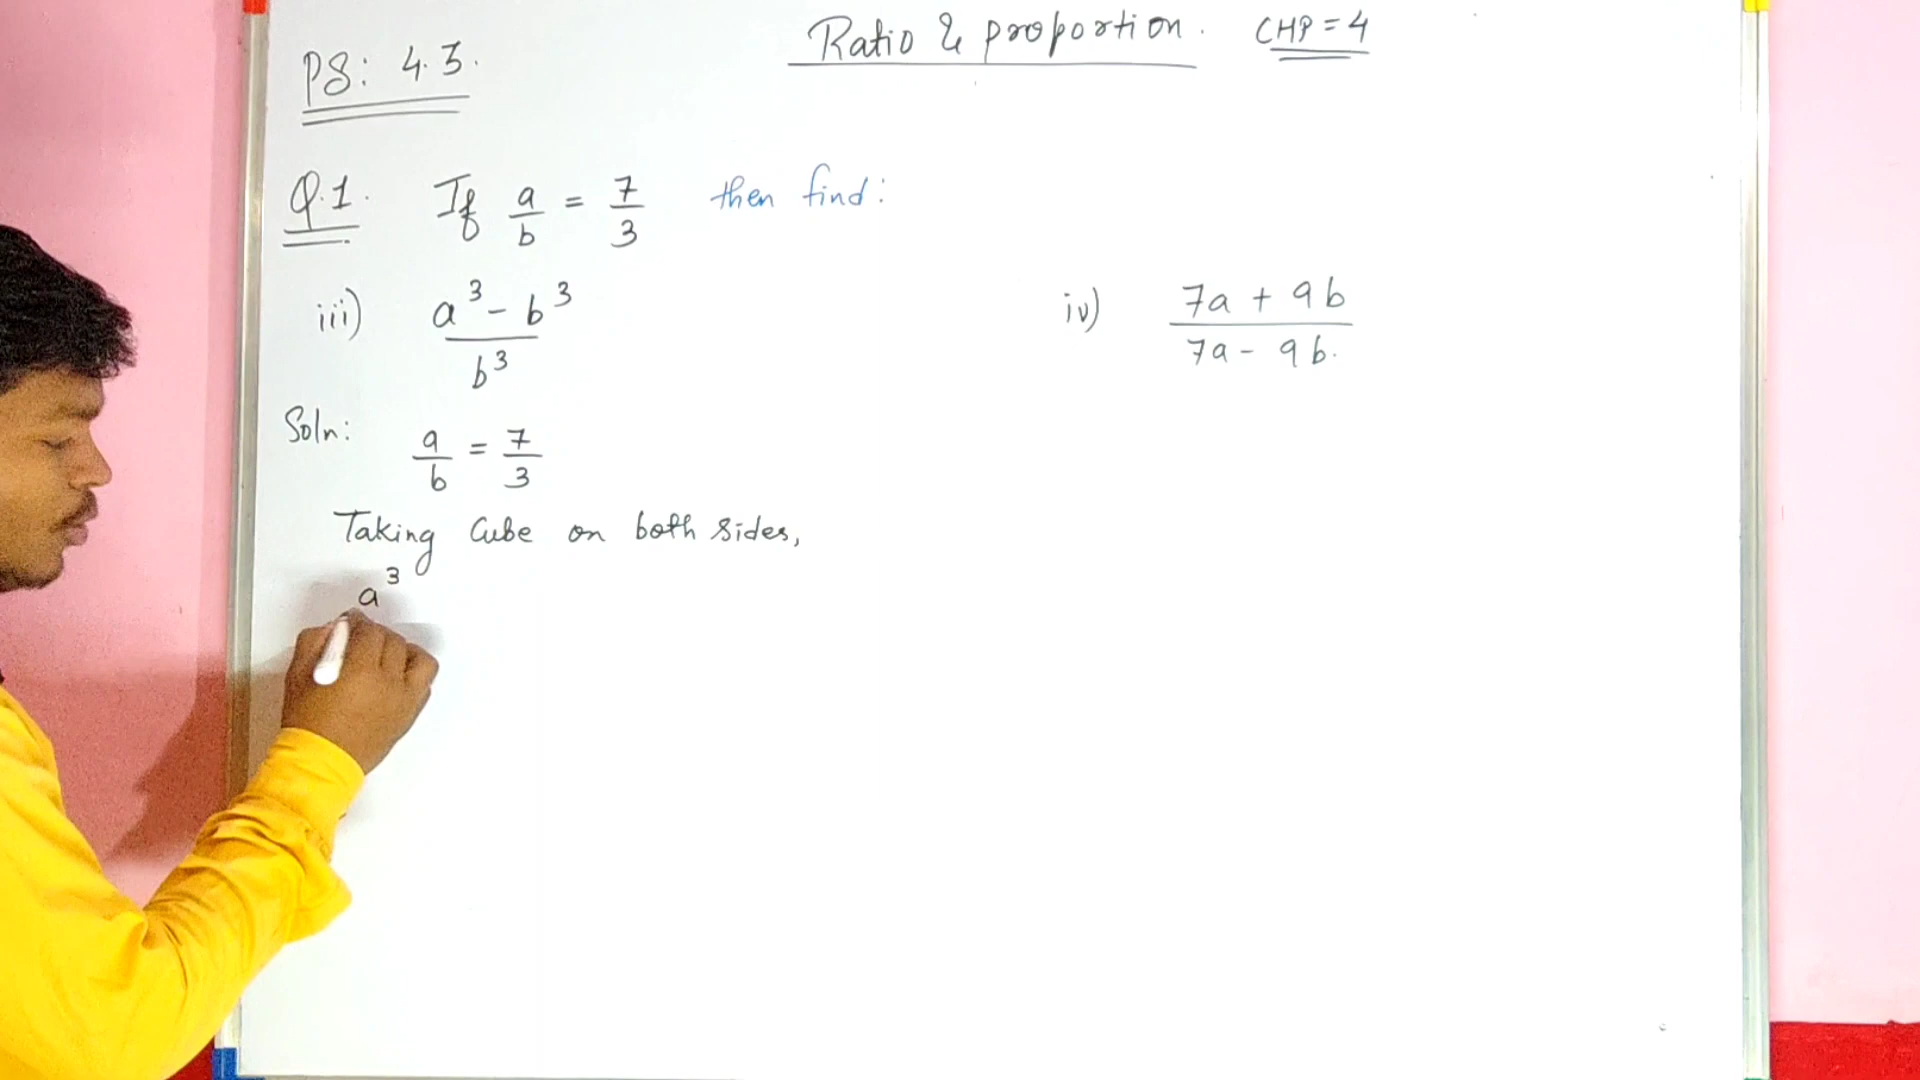 Ratio & proportion. CHP = 4
PS: 4.3.
Q.1. If a/b = 7/3 then find:
iii) a³ - b³ / b³
iv) 7a + 9b / 7a - 9b.
Soln: a/b = 7/3
Taking Cube on both sides,
a³